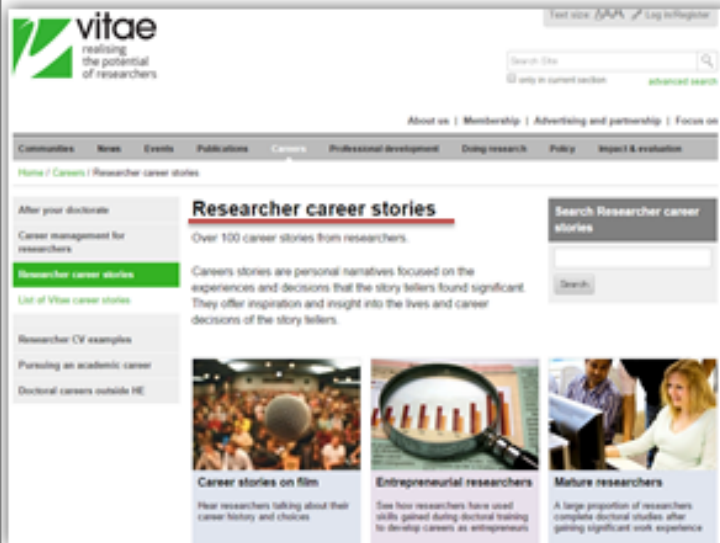 Text size: AAA Log in/Register
vitae
realising
the potential
of researchers
Search Site
only in current section
advanced search
About us | Membership | Advertising and partnership | Focus on
Communities News Events Publications Careers Professional development Doing research Policy Impact & evaluation
Home / Careers / Researcher career stories
After your doctorate
Career management for
researchers
Researcher career stories
List of Vitae career stories
Researcher CV examples
Pursuing an academic career
Doctoral careers outside HE
Researcher career stories
Over 100 career stories from researchers.
Careers stories are personal narratives focused on the
experiences and decisions that the story tellers found significant.
They offer inspiration and insight into the lives and career
decisions of the story tellers.
Search Researcher career
stories
Search
Career stories on film
Hear researchers talking about their
career history and choices
Entrepreneurial researchers
See how researchers have used
skills gained during doctoral training
to develop careers as entrepreneurs
Mature researchers
A large proportion of researchers
complete doctoral studies after
gaining significant work experience